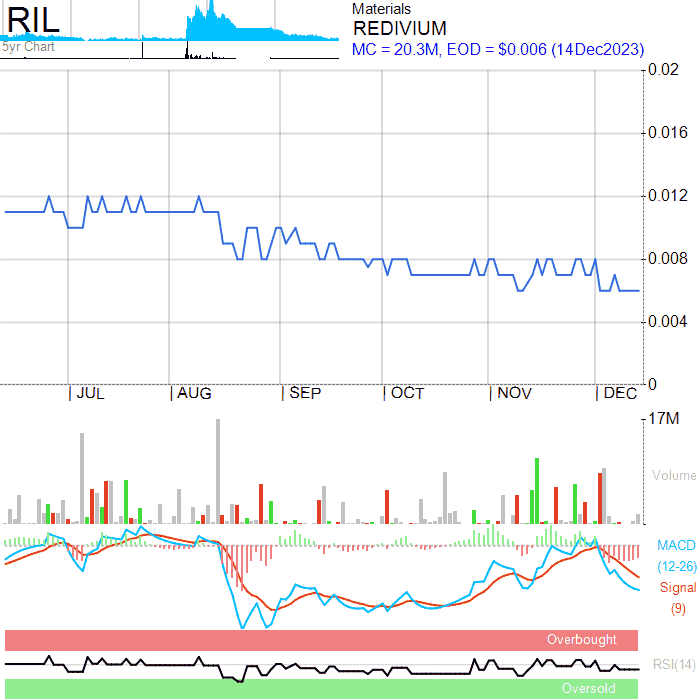 RIL
5yr Chart
Materials
REDIVIUM
MC = 20.3M, EOD = $0.006 (14Dec2023)
0.02
0.016
0.012
0.008
0.004
0
JUL AUG SEP OCT NOV DEC
17M
Volume
MACD
(12-26)
Signal
(9)
Overbought
RSI(14)
Oversold